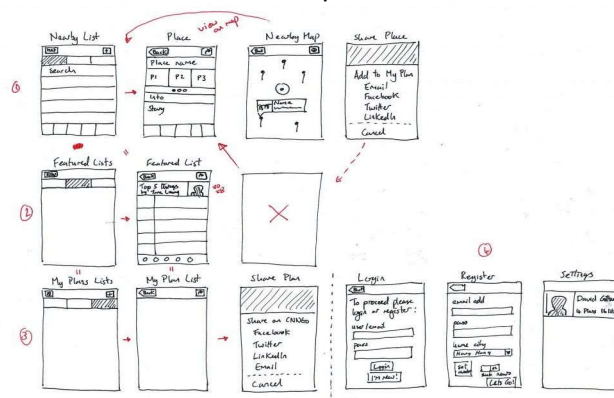 view on map
Nearby List
Place
Nearby Map
Share Place
①
Search
Back
Place name
P1 P2 P3
Info
Story
Name
Add to My Plan
Email
Facebook
Twitter
LinkedIn
Cancel
Featured Lists
Featured List
②
Top 5 things
My Plans Lists
My Plan List
Share Plan
③
Back
Share on CNNGo
Facebook
Twitter
LinkedIn
Email
Cancel
Login
To proceed please
login or register:
user/email
pass
Login
I'm new!
⑥
Register
email add
pass
home city
Hong Kong
Lets Go!
Settings
David